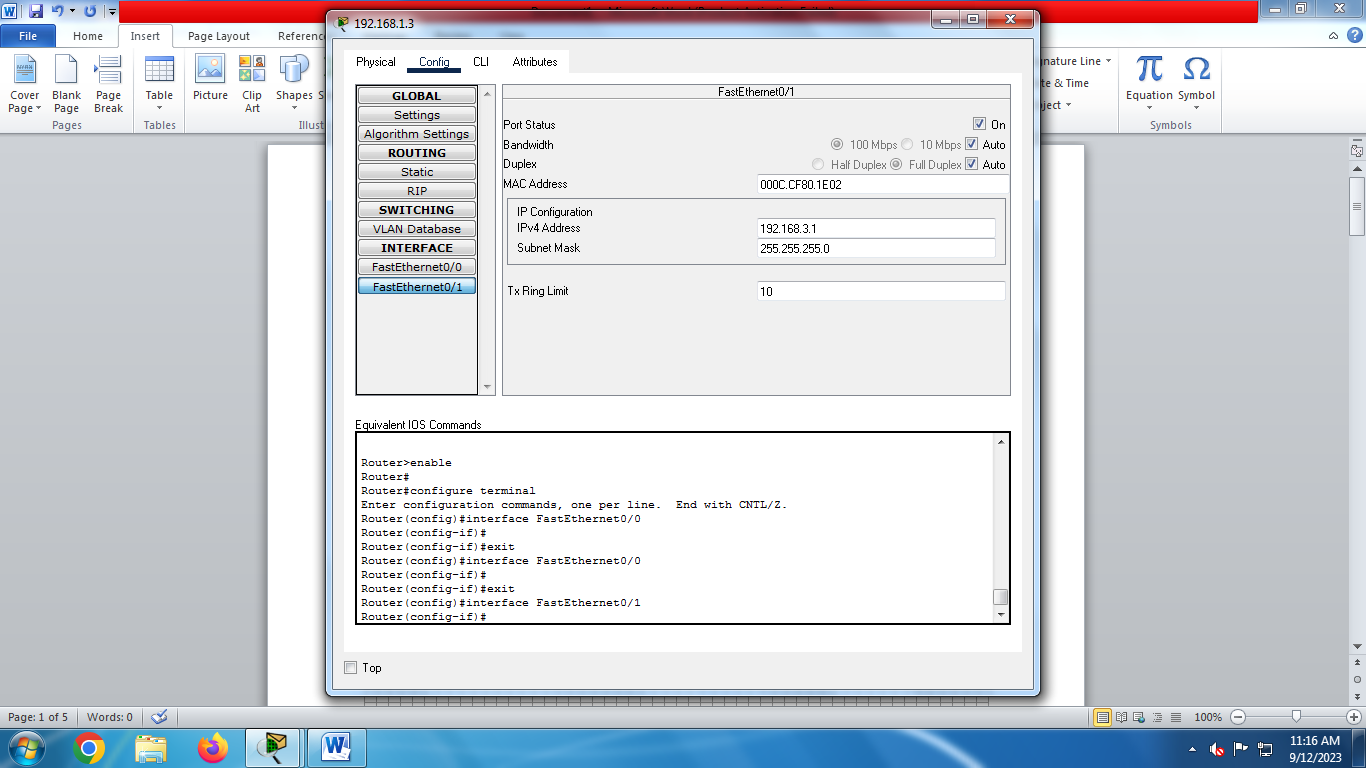 192.168.1.3
File Home Insert Page Layout
Physical Config CLI Attributes
Cover Page
Blank Page
Page Break
Table
Picture
Clip Art
Shapes
Equation
Symbol
Pages
Tables
Symbols
GLOBAL
Settings
Algorithm Settings
ROUTING
Static
RIP
SWITCHING
VLAN Database
INTERFACE
FastEthernet0/0
FastEthernet0/1
FastEthernet0/1
Port Status On
Bandwidth 100 Mbps 10 Mbps Auto
Duplex Half Duplex Full Duplex Auto
MAC Address 000C.CF80.1E02
IP Configuration
IPv4 Address 192.168.3.1
Subnet Mask 255.255.255.0
Tx Ring Limit 10
Equivalent IOS Commands
Router>enable
Router#
Router#configure terminal
Enter configuration commands, one per line. End with CNTL/Z.
Router(config)#interface FastEthernet0/0
Router(config-if)#
Router(config-if)#exit
Router(config)#interface FastEthernet0/0
Router(config-if)#
Router(config-if)#exit
Router(config)#interface FastEthernet0/1
Router(config-if)#
Top
Page: 1 of 5 Words: 0 100%
11:16 AM
9/12/2023